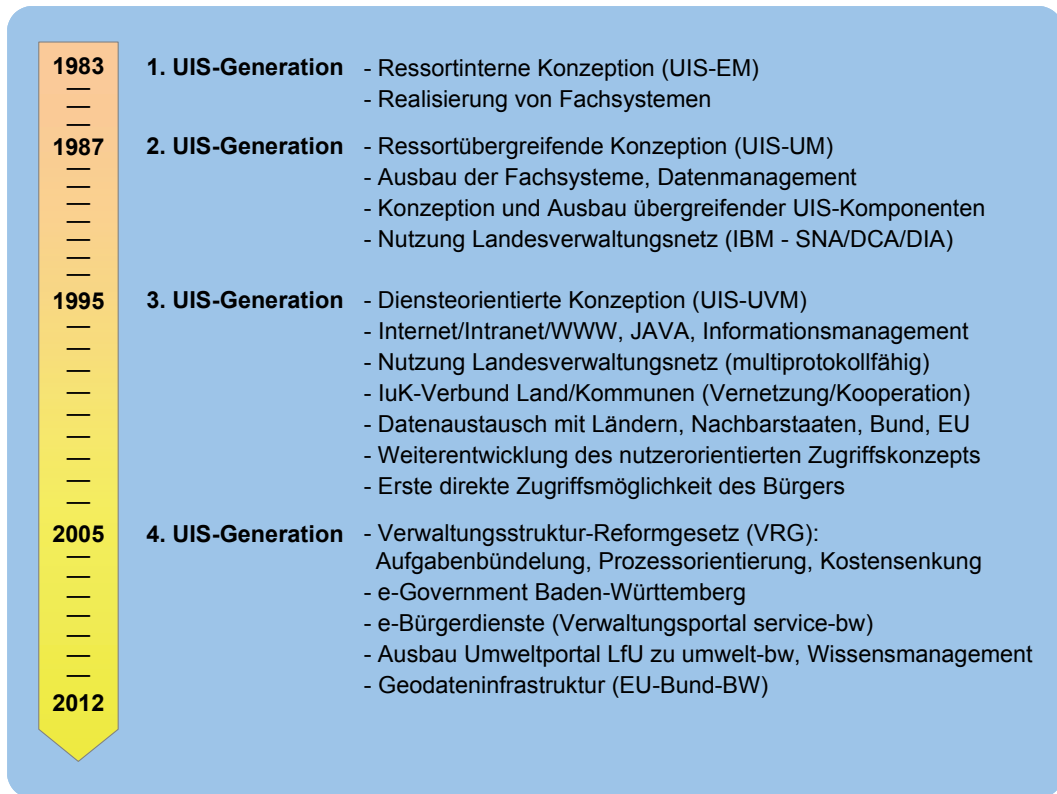 1983 1. UIS-Generation - Ressortinterne Konzeption (UIS-EM)
- Realisierung von Fachsystemen
1987 2. UIS-Generation - Ressortübergreifende Konzeption (UIS-UM)
- Ausbau der Fachsysteme, Datenmanagement
- Konzeption und Ausbau übergreifender UIS-Komponenten
- Nutzung Landesverwaltungsnetz (IBM - SNA/DCA/DIA)
1995 3. UIS-Generation - Diensteorientierte Konzeption (UIS-UVM)
- Internet/Intranet/WWW, JAVA, Informationsmanagement
- Nutzung Landesverwaltungsnetz (multiprotokollfähig)
- IuK-Verbund Land/Kommunen (Vernetzung/Kooperation)
- Datenaustausch mit Ländern, Nachbarstaaten, Bund, EU
- Weiterentwicklung des nutzerorientierten Zugriffskonzepts
- Erste direkte Zugriffsmöglichkeit des Bürgers
2005 4. UIS-Generation - Verwaltungsstruktur-Reformgesetz (VRG):
Aufgabenbündelung, Prozessorientierung, Kostensenkung
- e-Government Baden-Württemberg
- e-Bürgerdienste (Verwaltungsportal service-bw)
- Ausbau Umweltportal LfU zu umwelt-bw, Wissensmanagement
- Geodateninfrastruktur (EU-Bund-BW)
2012